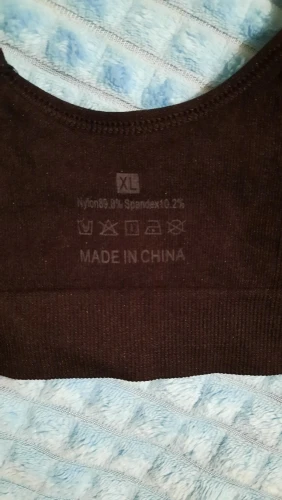 XL
Nylon89.8% Spandex10.2%
MADE IN CHINA